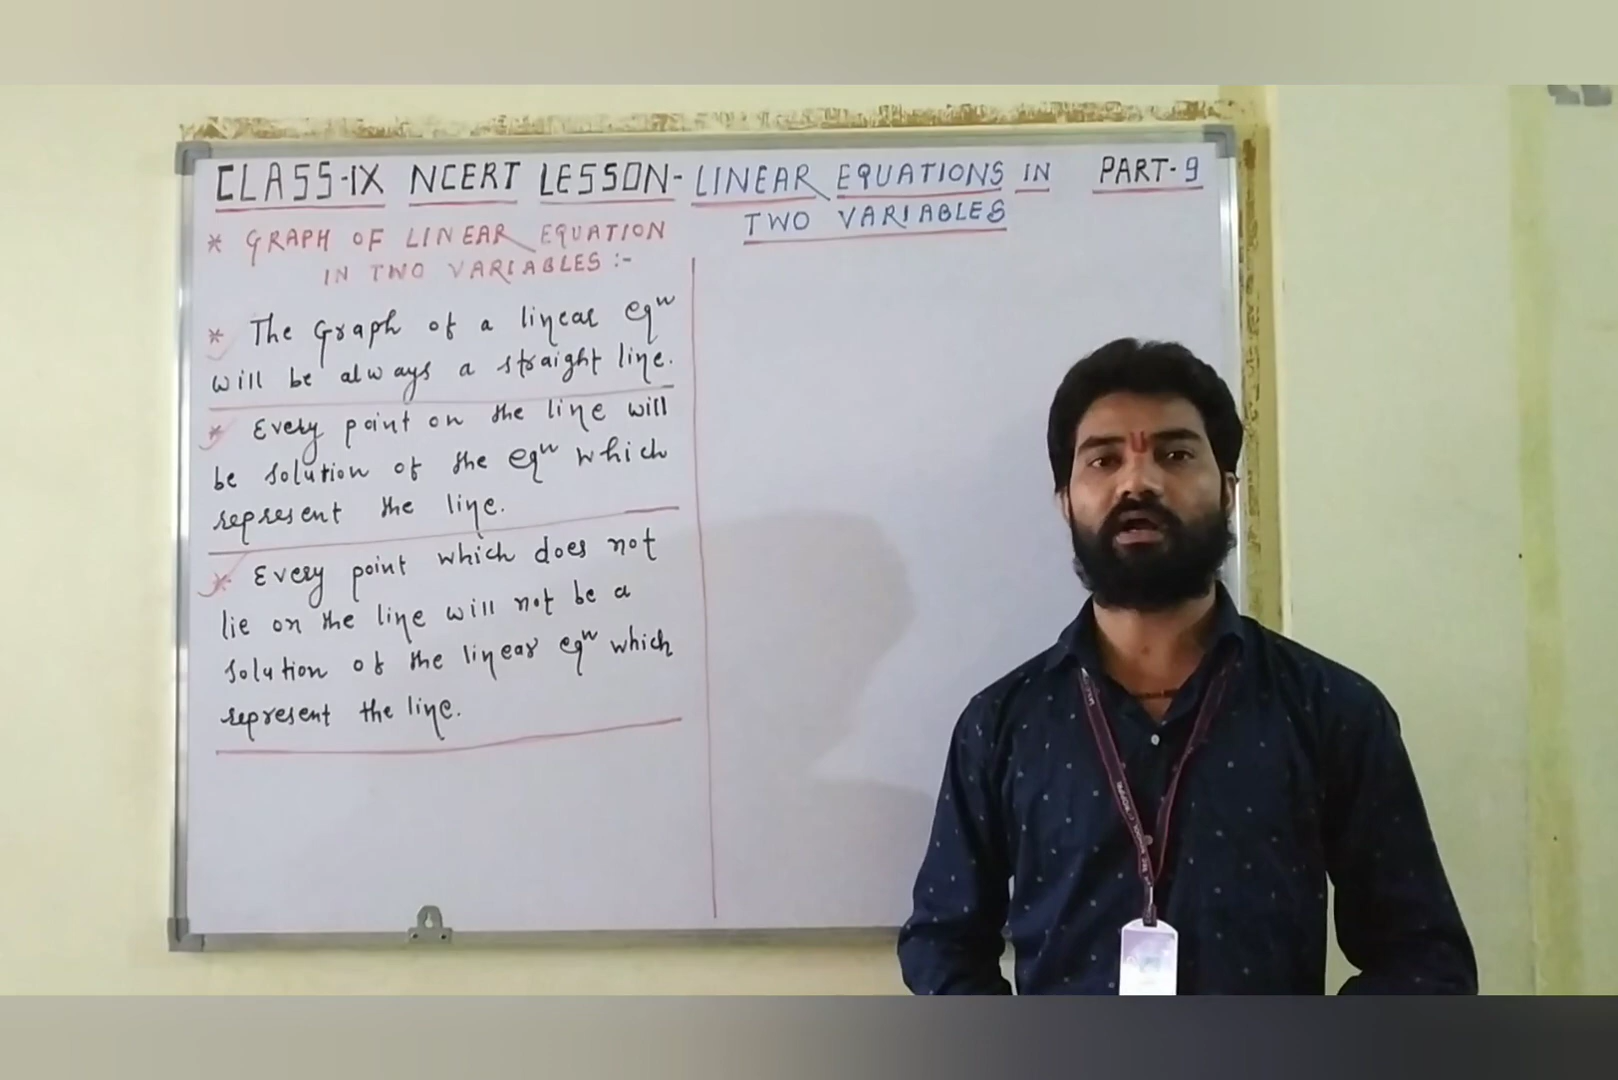 CLASS-IX NCERT LESSON- LINEAR EQUATIONS IN PART-9
TWO VARIABLES
* GRAPH OF LINEAR EQUATION
IN TWO VARIABLES :-
* The Graph of a linear eqⁿ
will be always a straight line.
* Every point on the line will
be solution of the eqⁿ which
represent the line.
* Every point which does not
lie on the line will not be a
solution of the linear eqⁿ which
represent the line.